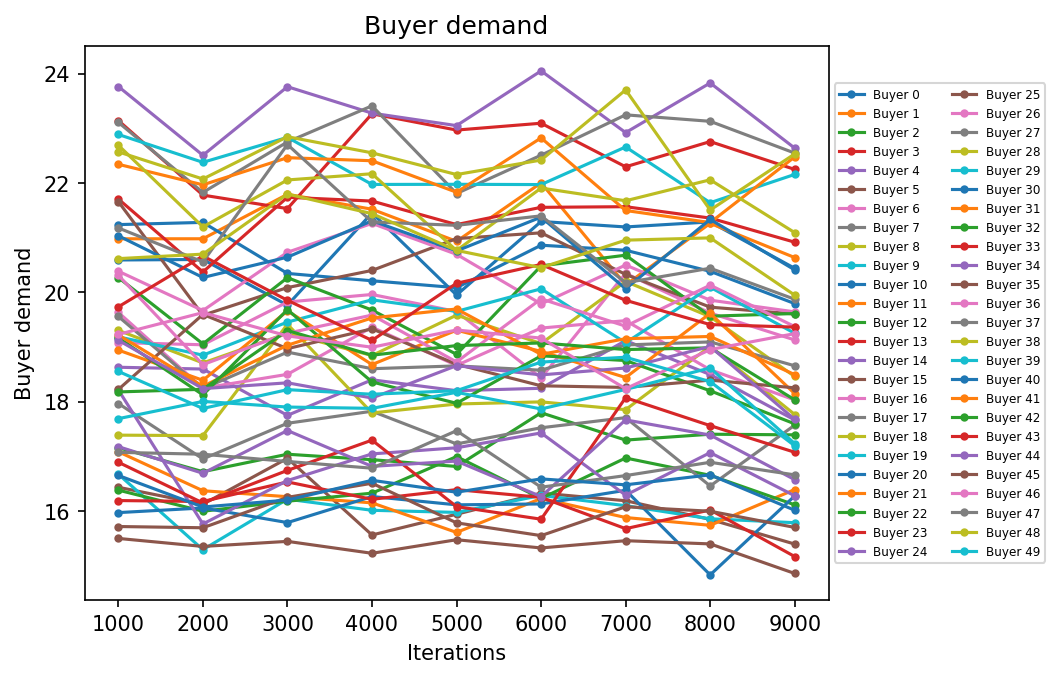 Buyer demand
Buyer demand
24
22
20
18
16
1000 2000 3000 4000 5000 6000 7000 8000 9000
Iterations
Buyer 0
Buyer 1
Buyer 2
Buyer 3
Buyer 4
Buyer 5
Buyer 6
Buyer 7
Buyer 8
Buyer 9
Buyer 10
Buyer 11
Buyer 12
Buyer 13
Buyer 14
Buyer 15
Buyer 16
Buyer 17
Buyer 18
Buyer 19
Buyer 20
Buyer 21
Buyer 22
Buyer 23
Buyer 24
Buyer 25
Buyer 26
Buyer 27
Buyer 28
Buyer 29
Buyer 30
Buyer 31
Buyer 32
Buyer 33
Buyer 34
Buyer 35
Buyer 36
Buyer 37
Buyer 38
Buyer 39
Buyer 40
Buyer 41
Buyer 42
Buyer 43
Buyer 44
Buyer 45
Buyer 46
Buyer 47
Buyer 48
Buyer 49